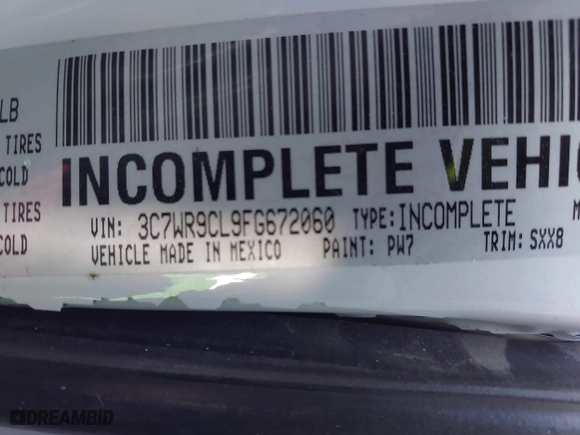 LB
TIRES
COLD
TIRES
COLD
INCOMPLETE VEHIC
VIN: 3C7WR9CL9FG672060 TYPE: INCOMPLETE M
VEHICLE MADE IN MEXICO PAINT: PW7 TRIM: SXX8
DREAMBID